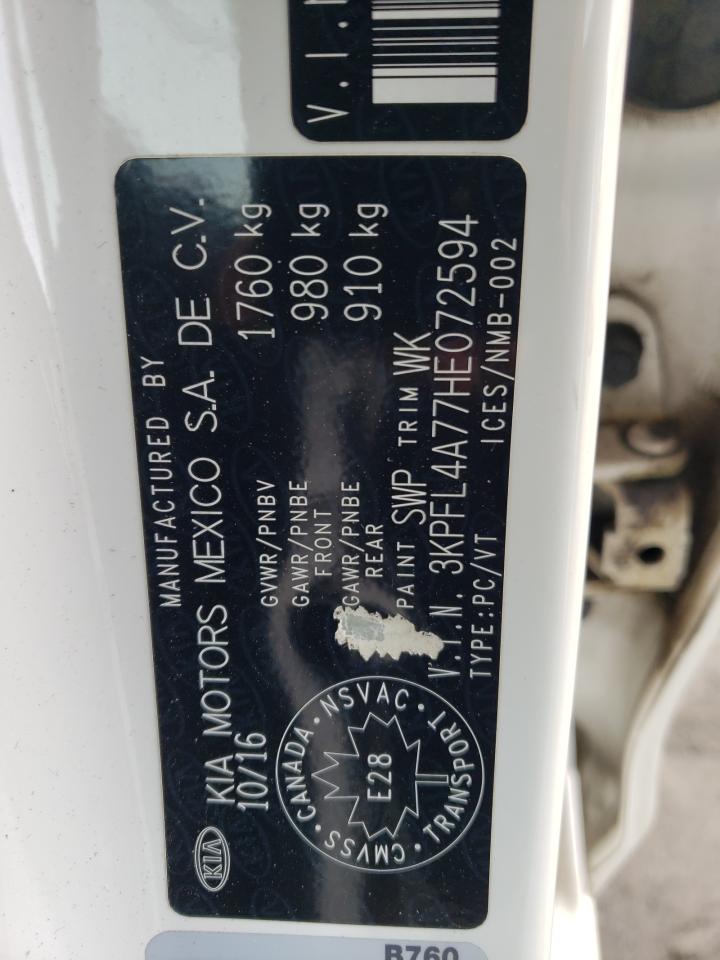 V.I.N
MANUFACTURED BY
KIA KIA MOTORS MEXICO S.A. DE C.V.
10/16
GVWR/PNBV 1760 kg
GAWR/PNBE FRONT 980 kg
GAWR/PNBE REAR 910 kg
PAINT SWP TRIM WK
V.I.N. 3KPFL4A77HE072594
TYPE:PC/VT ICES/NMB-002
CANADA · NSVAC · TRANSPORT · CMVSS ·
E28
B760